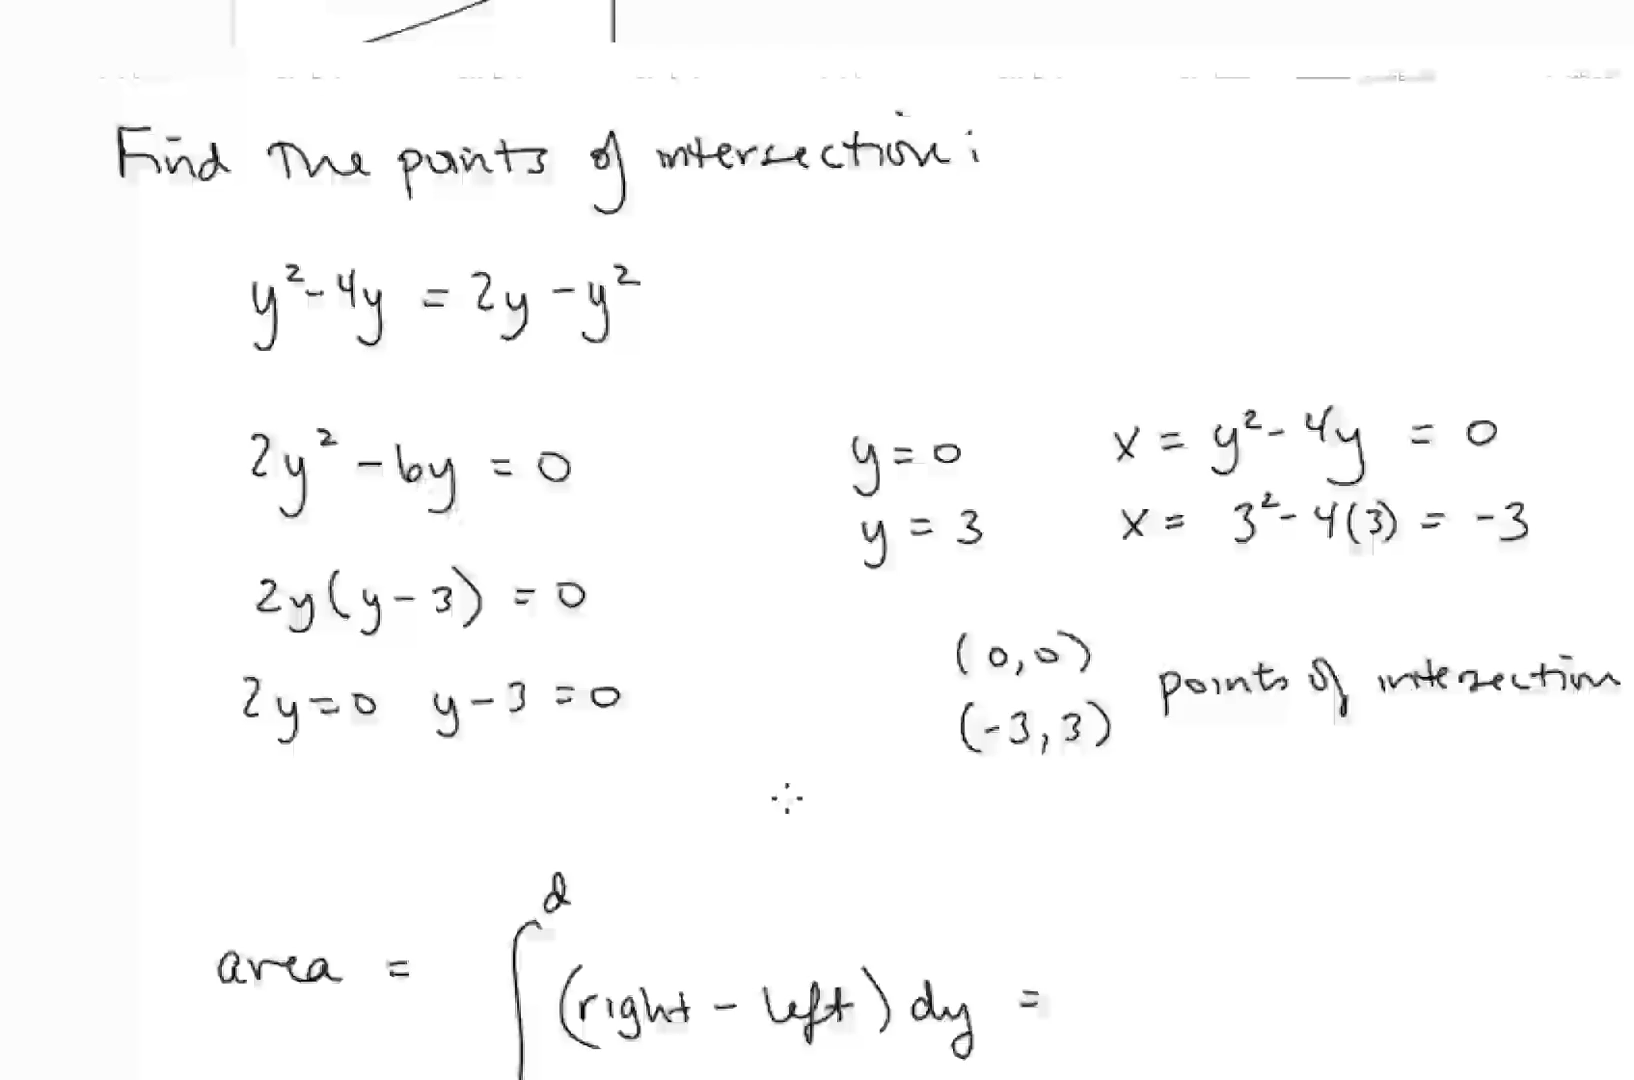 Find the points of intersection:
y² - 4y = 2y - y²
2y² - 6y = 0
2y(y - 3) = 0
2y = 0 y - 3 = 0
y = 0 x = y² - 4y = 0
y = 3 x = 3² - 4(3) = -3
(0,0)
(-3,3) points of intersection
area = ∫^d (right - left) dy =